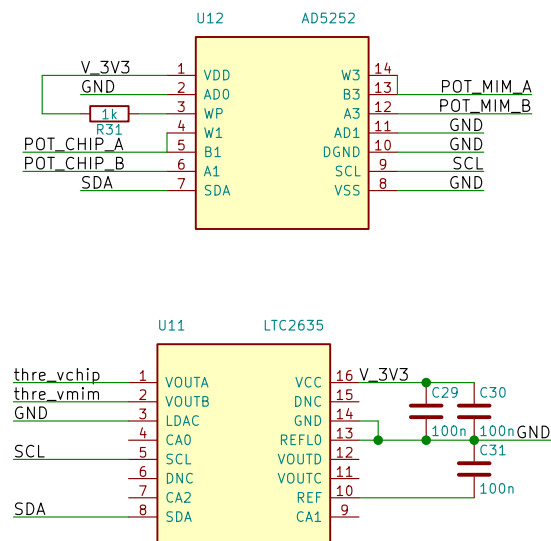 U12 AD5252
V_3V3 1 VDD W3 14
GND 2 AD0 B3 13 POT_MIM_A
1k 3 WP A3 12 POT_MIM_B
R31
4 W1 AD1 11 GND
POT_CHIP_A 5 B1 DGND 10 GND
POT_CHIP_B 6 A1 SCL 9 SCL
SDA 7 SDA VSS 8 GND
U11 LTC2635
thre_vchip 1 VOUTA VCC 16 V_3V3
thre_vmim 2 VOUTB DNC 15 C29 C30
GND 3 LDAC GND 14
4 CA0 REFLO 13 100n 100n GND
SCL 5 SCL VOUTD 12 C31
6 DNC VOUTC 11
7 CA2 REF 10 100n
SDA 8 SDA CA1 9